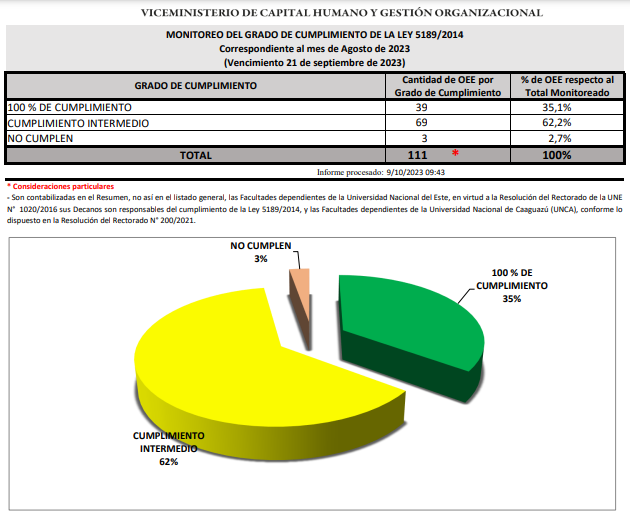 VICEMINISTERIO DE CAPITAL HUMANO Y GESTIÓN ORGANIZACIONAL
MONITOREO DEL GRADO DE CUMPLIMIENTO DE LA LEY 5189/2014
Correspondiente al mes de Agosto de 2023
(Vencimiento 21 de septiembre de 2023)
GRADO DE CUMPLIMIENTO Cantidad de OEE por Grado de Cumplimiento % de OEE respecto al Total Monitoreado
100 % DE CUMPLIMIENTO 39 35,1%
CUMPLIMIENTO INTERMEDIO 69 62,2%
NO CUMPLEN 3 2,7%
TOTAL 111 * 100%
Informe procesado: 9/10/2023 09:43
* Consideraciones particulares
- Son contabilizadas en el Resumen, no así en el listado general, las Facultades dependientes de la Universidad Nacional del Este, en virtud a la Resolución del Rectorado de la UNE
N° 1020/2016 sus Decanos son responsables del cumplimiento de la Ley 5189/2014, y las Facultades dependientes de la Universidad Nacional de Caaguazú (UNCA), conforme lo
dispuesto en la Resolución del Rectorado N° 200/2021.
NO CUMPLEN
3%
100 % DE
CUMPLIMIENTO
35%
CUMPLIMIENTO
INTERMEDIO
62%